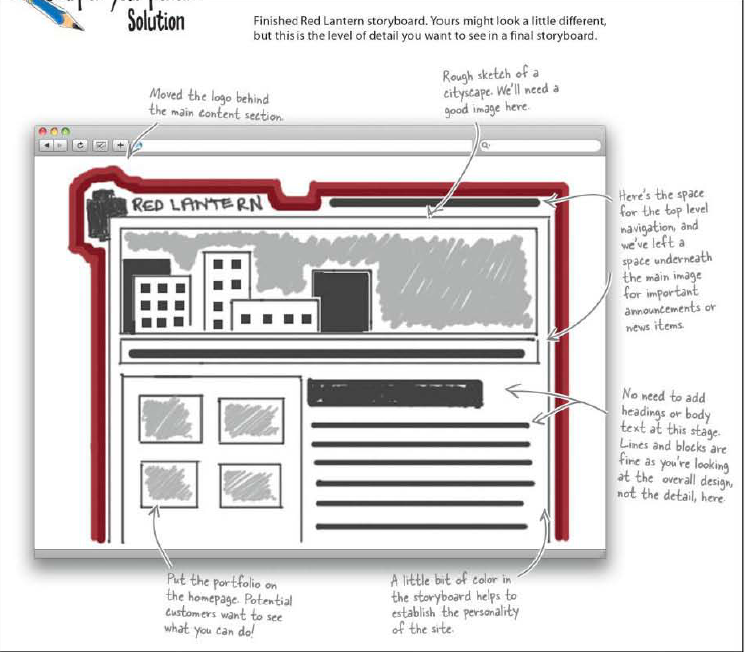 Solution
Finished Red Lantern storyboard. Yours might look a little different,
but this is the level of detail you want to see in a final storyboard.
Moved the logo behind
the main content section.
Rough sketch of a
cityscape. We'll need a
good image here.
RED LANTERN
Here's the space
for the top level
navigation, and
we've left a
space underneath
the main image
for important
announcements or
news items.
No need to add
headings or body
text at this stage.
Lines and blocks are
fine as you're looking
at the overall design,
not the detail, here.
Put the portfolio on
the homepage. Potential
customers want to see
what you can do!
A little bit of color in
the storyboard helps to
establish the personality
of the site.